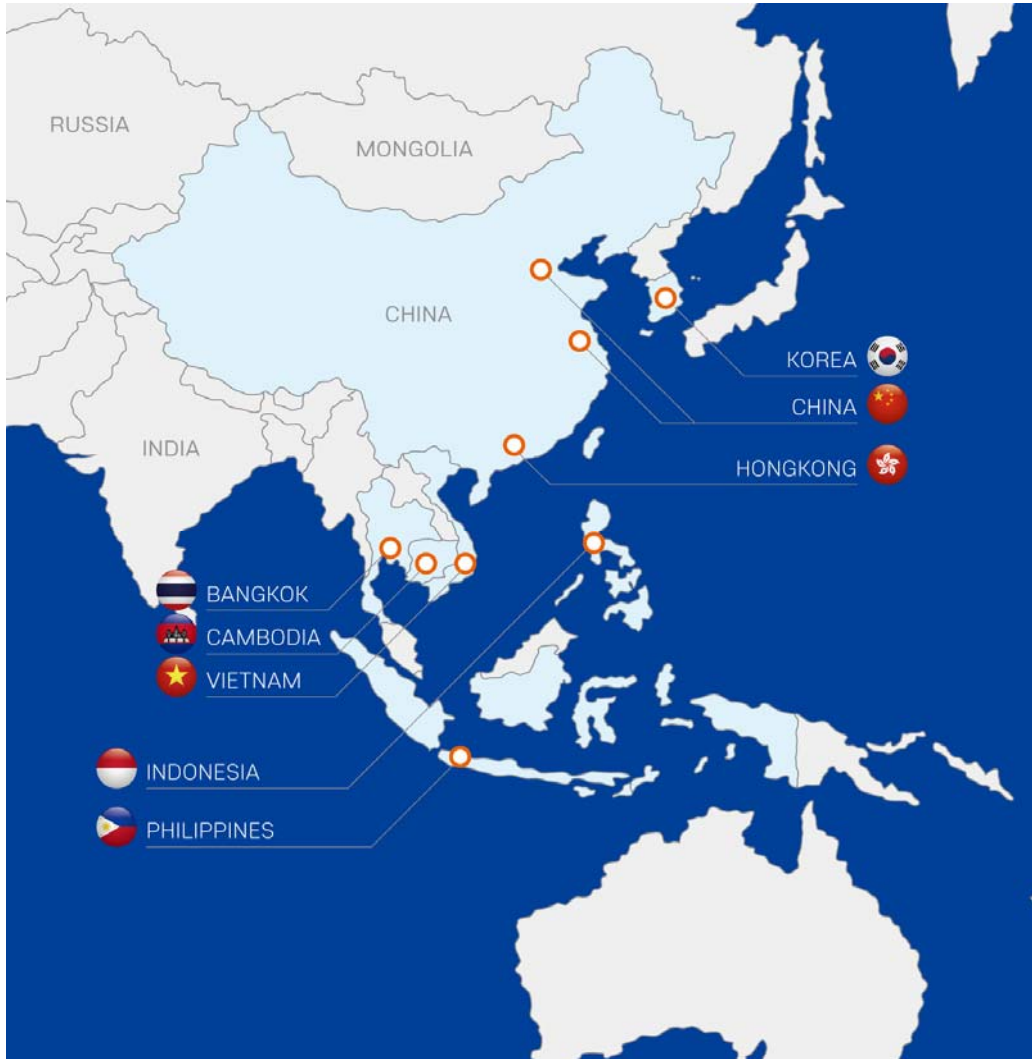 RUSSIA
MONGOLIA
CHINA
INDIA
KOREA
CHINA
HONGKONG
BANGKOK
CAMBODIA
VIETNAM
INDONESIA
PHILIPPINES